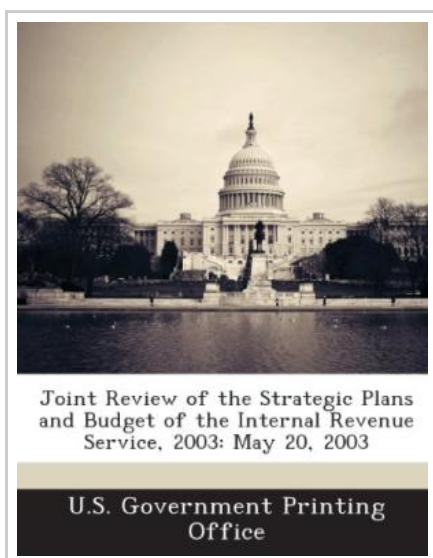 Joint Review of the Strategic Plans
and Budget of the Internal Revenue
Service, 2003: May 20, 2003
U.S. Government Printing
Office